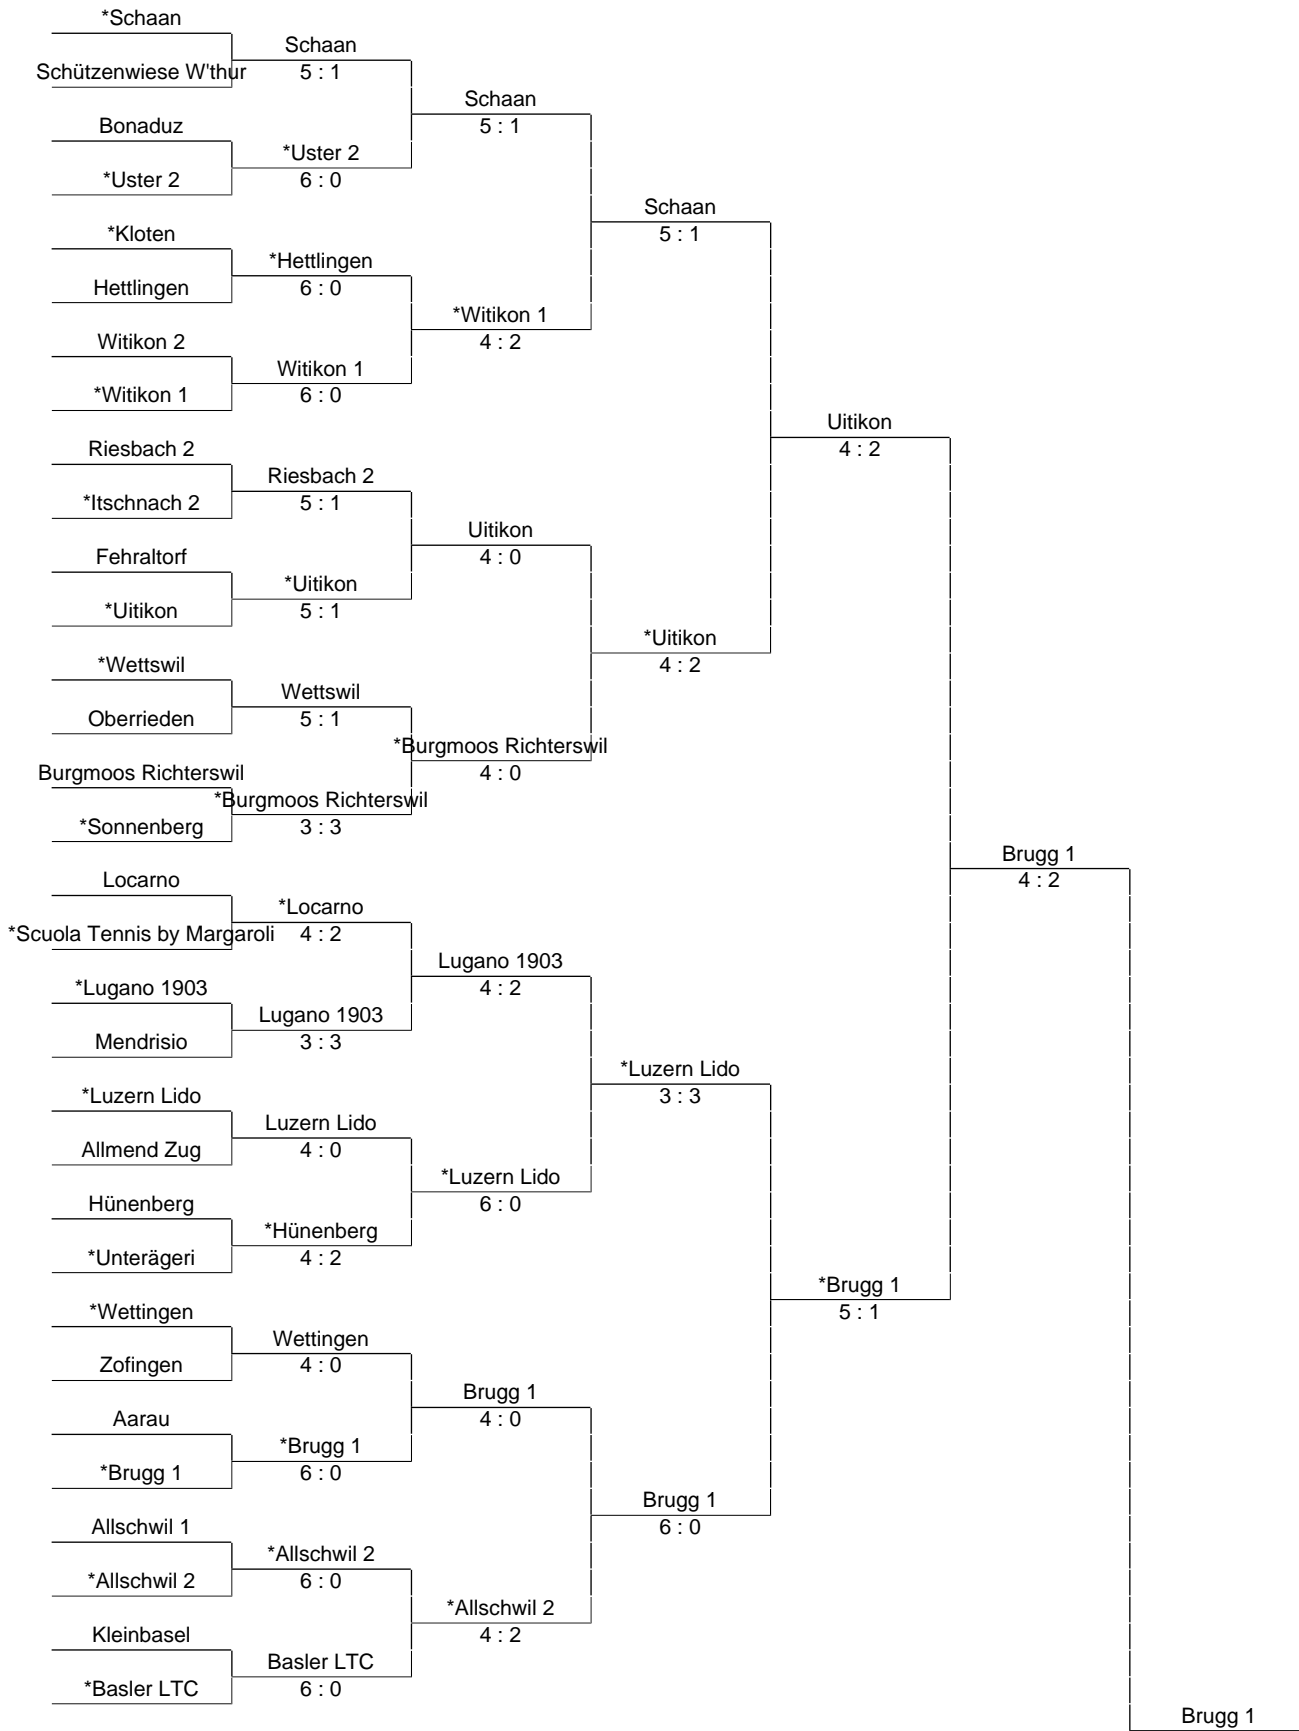 *Schaan
Schaan
Schützenwiese W'thur
5 : 1
Schaan
5 : 1
Bonaduz
*Uster 2
*Uster 2
6 : 0
Schaan
5 : 1
*Kloten
*Hettlingen
Hettlingen
6 : 0
*Witikon 1
4 : 2
Witikon 2
Witikon 1
*Witikon 1
6 : 0
Uitikon
4 : 2
Riesbach 2
Riesbach 2
*Itschnach 2
5 : 1
Uitikon
4 : 0
Fehraltorf
*Uitikon
*Uitikon
5 : 1
*Uitikon
4 : 2
*Wettswil
Wettswil
Oberrieden
5 : 1
*Burgmoos Richterswil
4 : 0
Burgmoos Richterswil
*Burgmoos Richterswil
*Sonnenberg
3 : 3
Brugg 1
4 : 2
Locarno
*Locarno
*Scuola Tennis by Margaroli
4 : 2
Lugano 1903
4 : 2
*Lugano 1903
Lugano 1903
Mendrisio
3 : 3
*Luzern Lido
3 : 3
*Luzern Lido
Luzern Lido
Allmend Zug
4 : 0
*Luzern Lido
6 : 0
Hünenberg
*Hünenberg
*Unterägeri
4 : 2
*Brugg 1
5 : 1
*Wettingen
Wettingen
Zofingen
4 : 0
Brugg 1
4 : 0
Aarau
*Brugg 1
*Brugg 1
6 : 0
Brugg 1
6 : 0
Allschwil 1
*Allschwil 2
*Allschwil 2
6 : 0
*Allschwil 2
4 : 2
Kleinbasel
Basler LTC
*Basler LTC
6 : 0
Brugg 1